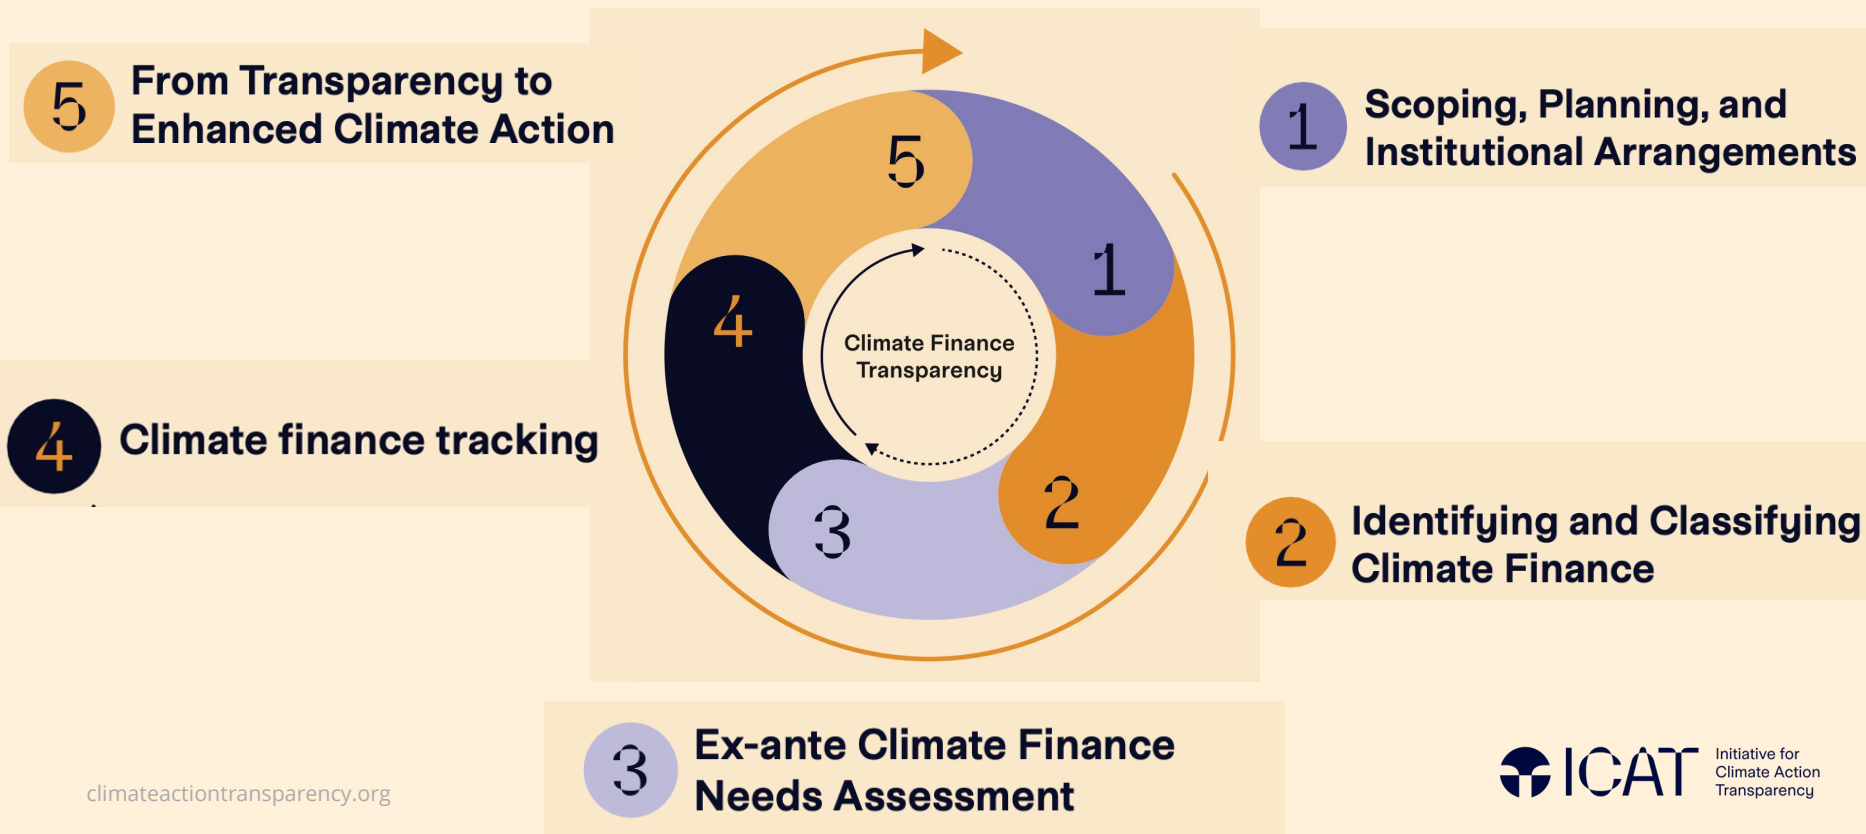 5
From Transparency to
Enhanced Climate Action
1
Scoping, Planning, and
Institutional Arrangements
5
1
4
Climate Finance
Transparency
4
Climate finance tracking
2
3
2
Identifying and Classifying
Climate Finance
3
Ex-ante Climate Finance
Needs Assessment
climateactiontransparency.org
ICAT
Initiative for
Climate Action
Transparency